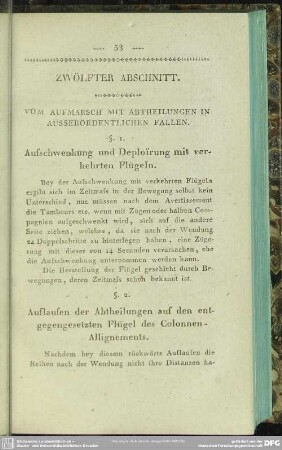 — 53 —
ZWÖLFTER ABSCHNITT.
VOM AUFMARSCH MIT ABTHEILUNGEN IN
AUSSERORDENTLICHEN FÄLLEN.
§. 1.
Aufschwenkung und Deploirung mit ver-
kehrten Flügeln.
Bey der Aufschwenkung mit verkehrten Flügeln
ergibt sich im Zeitmaſs in der Bewegung selbst kein
Unterschied, nur müssen nach dem Avertissement
die Tambours etc. wenn mit Zugen oder halben Com-
pagnien aufgeschwenkt wird, sich auf die andere
Seite ziehen, welches, da sie nach der Wendung
24 Doppelschritte zu hinterlegen haben, eine Zöge-
rung mit dieser von 14 Secunden verursachen, ehe
die Aufschwenkung unternommen werden kann.
Die Herstellung der Flügel geschieht durch Be-
wegungen, deren Zeitmaſs schon bekannt ist.
§. 2.
Auflaufen der Abtheilungen auf den ent-
gegengesetzten Flügel des Colonnen-
Allignements.
Nachdem bey diesem rückwärts Auflaufen die
Reihen nach der Wendung nicht ihre Distanzen ha-